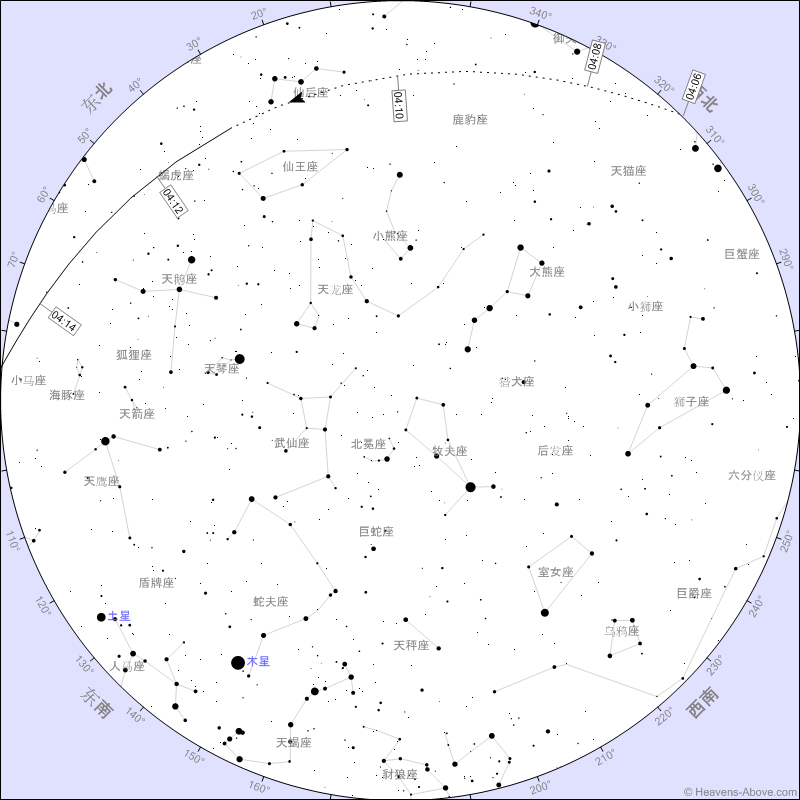 340°
20°
御夫
330°
04:08
30°
座
40°
东北
仙后座
04:06
320°
西北
04:10
鹿豹座
50°
310°
仙王座
天猫座
蝎虎座
60°
300°
04:12
座
小熊座
巨蟹座
70°
290°
天鹅座
天龙座
大熊座
小狮座
04:14
狐狸座
天琴座
小马座
海豚座
猎犬座
狮子座
天箭座
武仙座
北冕座
牧夫座
后发座
天鹰座
六分仪座
巨蛇座
110°
250°
盾牌座
室女座
巨爵座
120°
蛇夫座
240°
土星
乌鸦座
天秤座
130°
人马座
木星
230°
东南
西南
140°
220°
天蝎座
150°
210°
豺狼座
160°
200°
© Heavens-Above.com